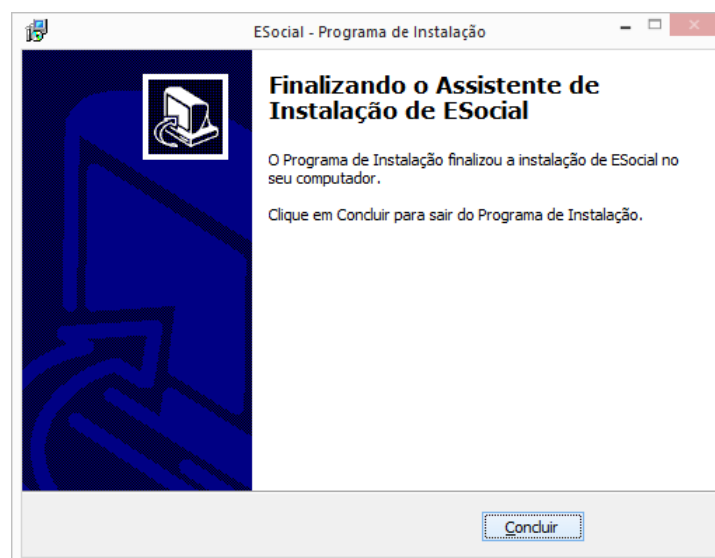 ESocial - Programa de Instalação
Finalizando o Assistente de
Instalação de ESocial
O Programa de Instalação finalizou a instalação de ESocial no
seu computador.
Clique em Concluir para sair do Programa de Instalação.
Concluir